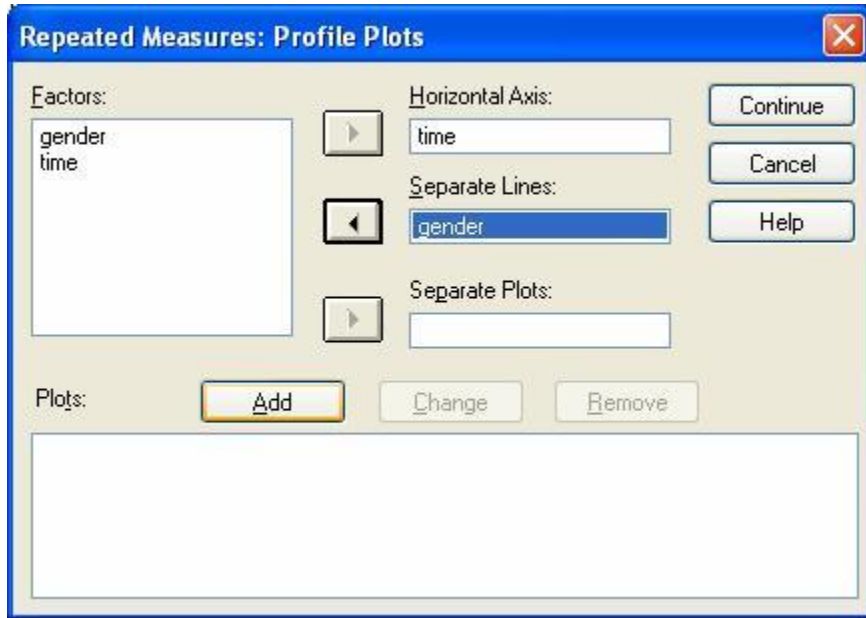 Repeated Measures: Profile Plots
Factors:
gender
time
Horizontal Axis:
time
Separate Lines:
gender
Separate Plots:
Continue
Cancel
Help
Plots:
Add
Change
Remove